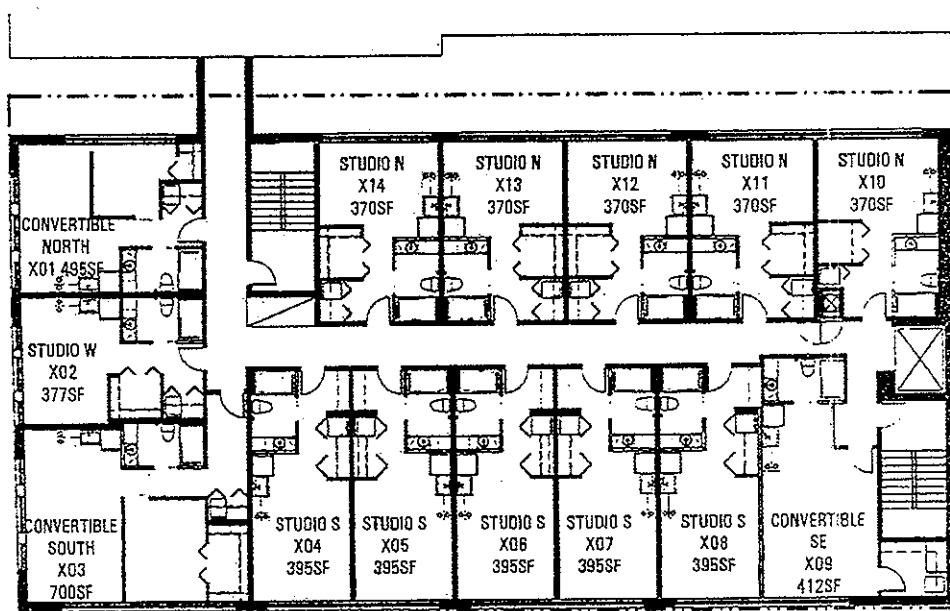 STUDIO N
X14
370SF
STUDIO N
X13
370SF
STUDIO N
X12
370SF
STUDIO N
X11
370SF
STUDIO N
X10
370SF
CONVERTIBLE
NORTH
X01 495SF
STUDIO W
X02
377SF
CONVERTIBLE
SOUTH
X03
700SF
STUDIO S
X04
395SF
STUDIO S
X05
395SF
STUDIO S
X06
395SF
STUDIO S
X07
395SF
STUDIO S
X08
395SF
CONVERTIBLE
SE
X09
412SF